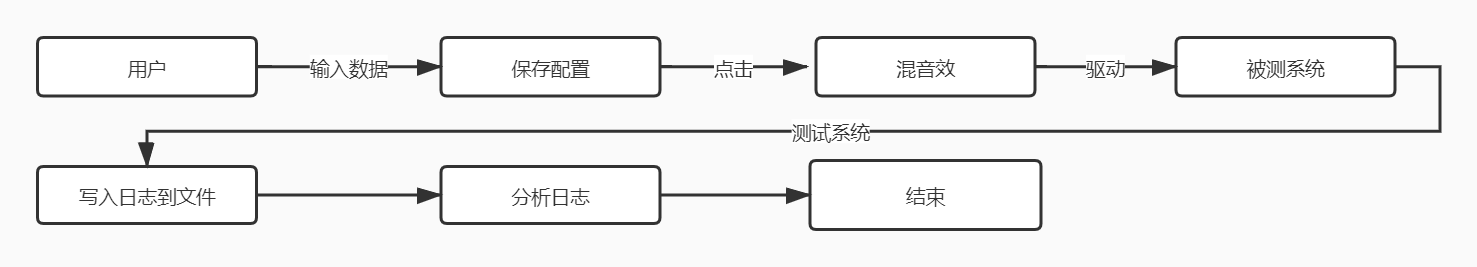 用户
输入数据
保存配置
点击
混音效
驱动
被测系统
测试系统
写入日志到文件
分析日志
结束